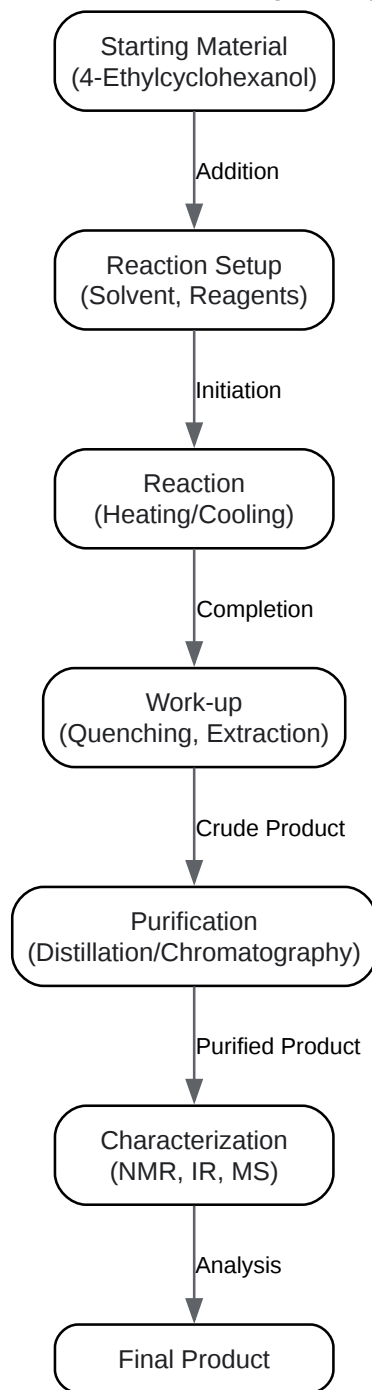 Starting Material
(4-Ethylcyclohexanol)
Addition
Reaction Setup
(Solvent, Reagents)
Initiation
Reaction
(Heating/Cooling)
Completion
Work-up
(Quenching, Extraction)
Crude Product
Purification
(Distillation/Chromatography)
Purified Product
Characterization
(NMR, IR, MS)
Analysis
Final Product